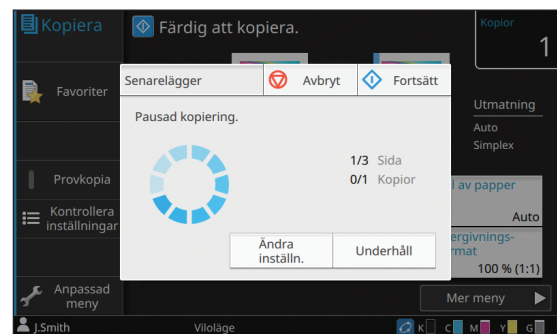 Kopiera
Färdig att kopiera.
Kopior
1
Favoriter
Senarelägger
Avbryt
Fortsätt
Pausad kopiering.
1/3 Sida
0/1 Kopior
Utmatning
Auto
Simplex
Provkopia
av papper
Auto
Kontrollera
inställningar
Ändra
inställn.
Underhåll
100 % (1:1)
Anpassad
meny
Mer meny
J.Smith
Viloläge
K
C
M
Y
G